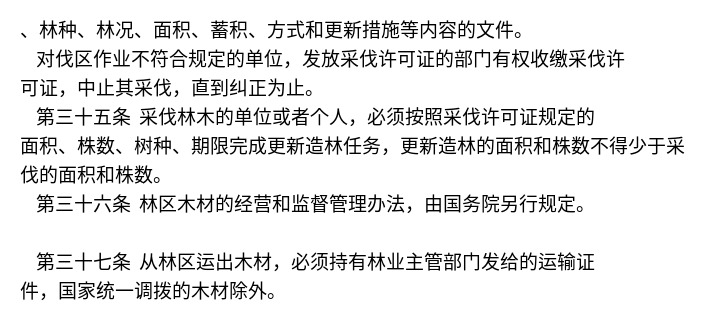 、林种、林况、面积、蓄积、方式和更新措施等内容的文件。
对伐区作业不符合规定的单位，发放采伐许可证的部门有权收缴采伐许
可证，中止其采伐，直到纠正为止。
第三十五条 采伐林木的单位或者个人，必须按照采伐许可证规定的
面积、株数、树种、期限完成更新造林任务，更新造林的面积和株数不得少于采
伐的面积和株数。
第三十六条 林区木材的经营和监督管理办法，由国务院另行规定。
第三十七条 从林区运出木材，必须持有林业主管部门发给的运输证
件，国家统一调拨的木材除外。